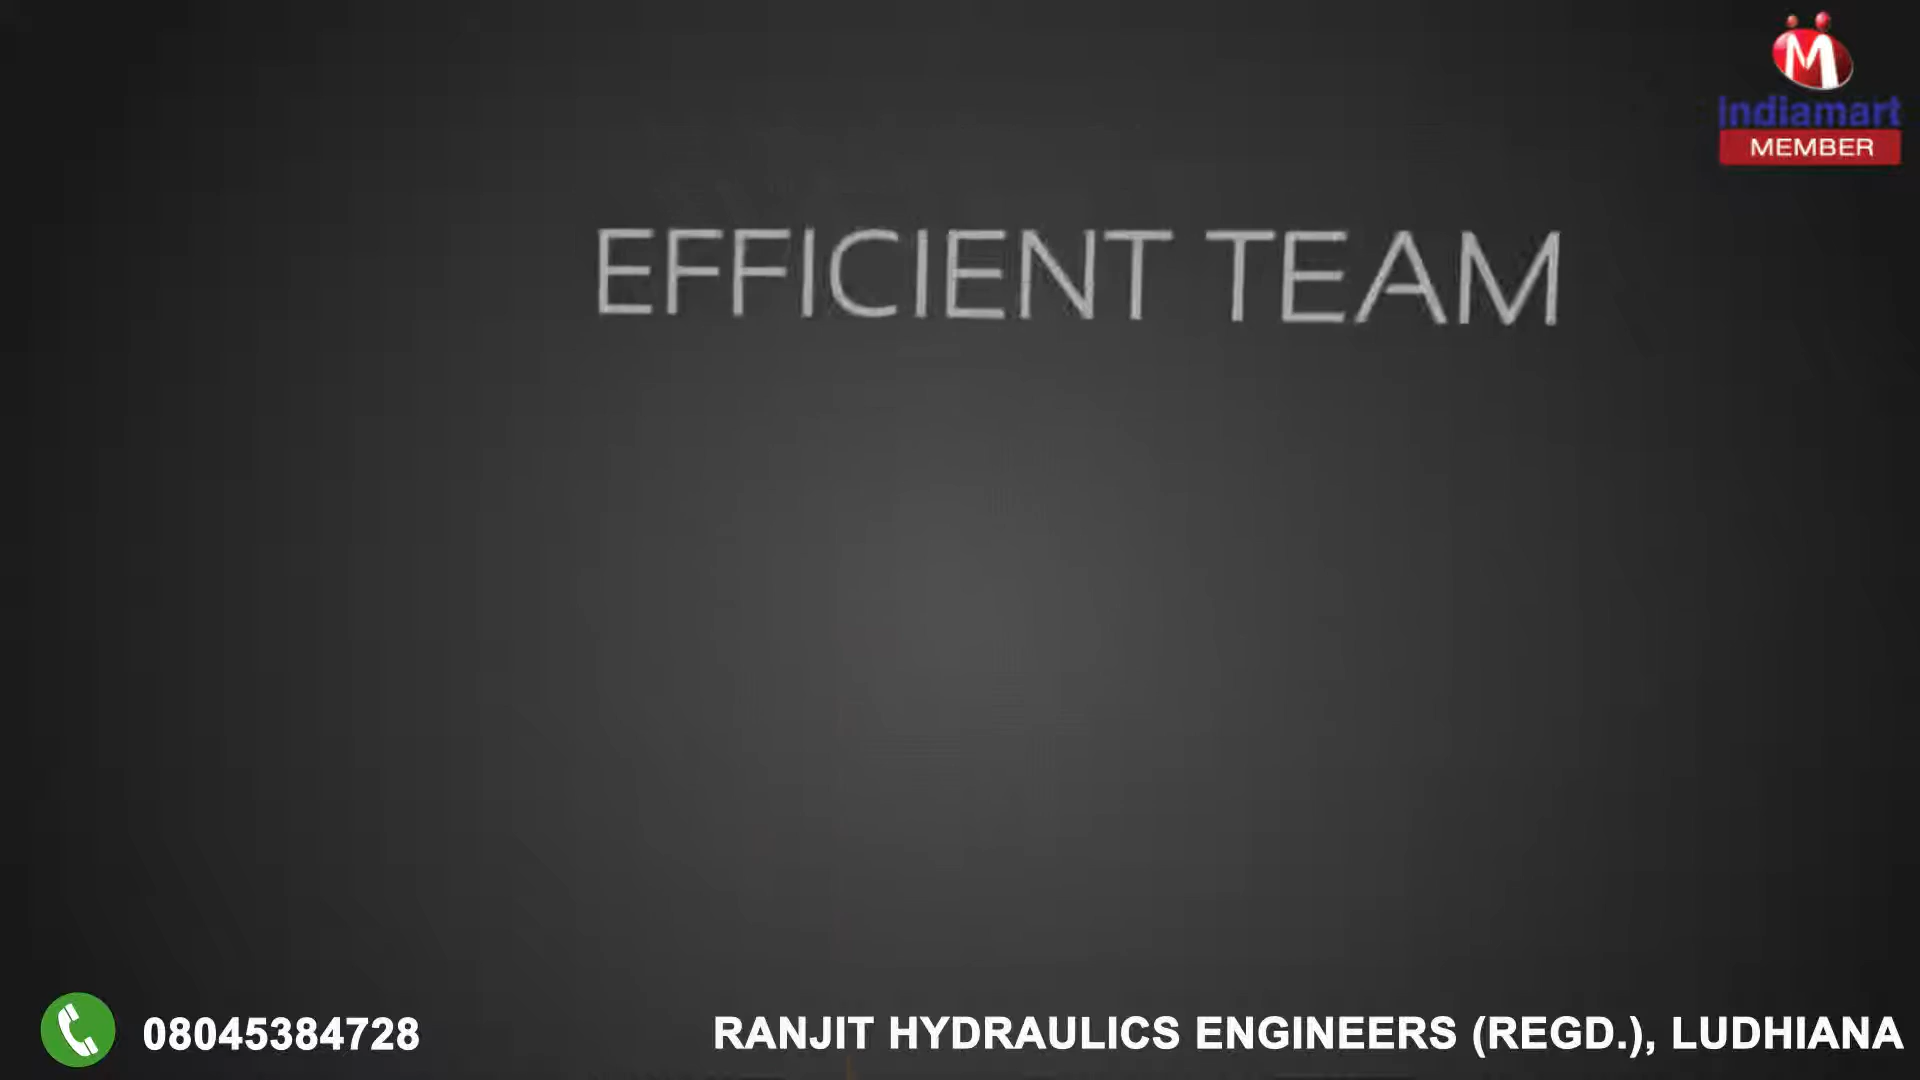 indiamart
MEMBER
EFFICIENT TEAM
08045384728
RANJIT HYDRAULICS ENGINEERS (REGD.), LUDHIANA